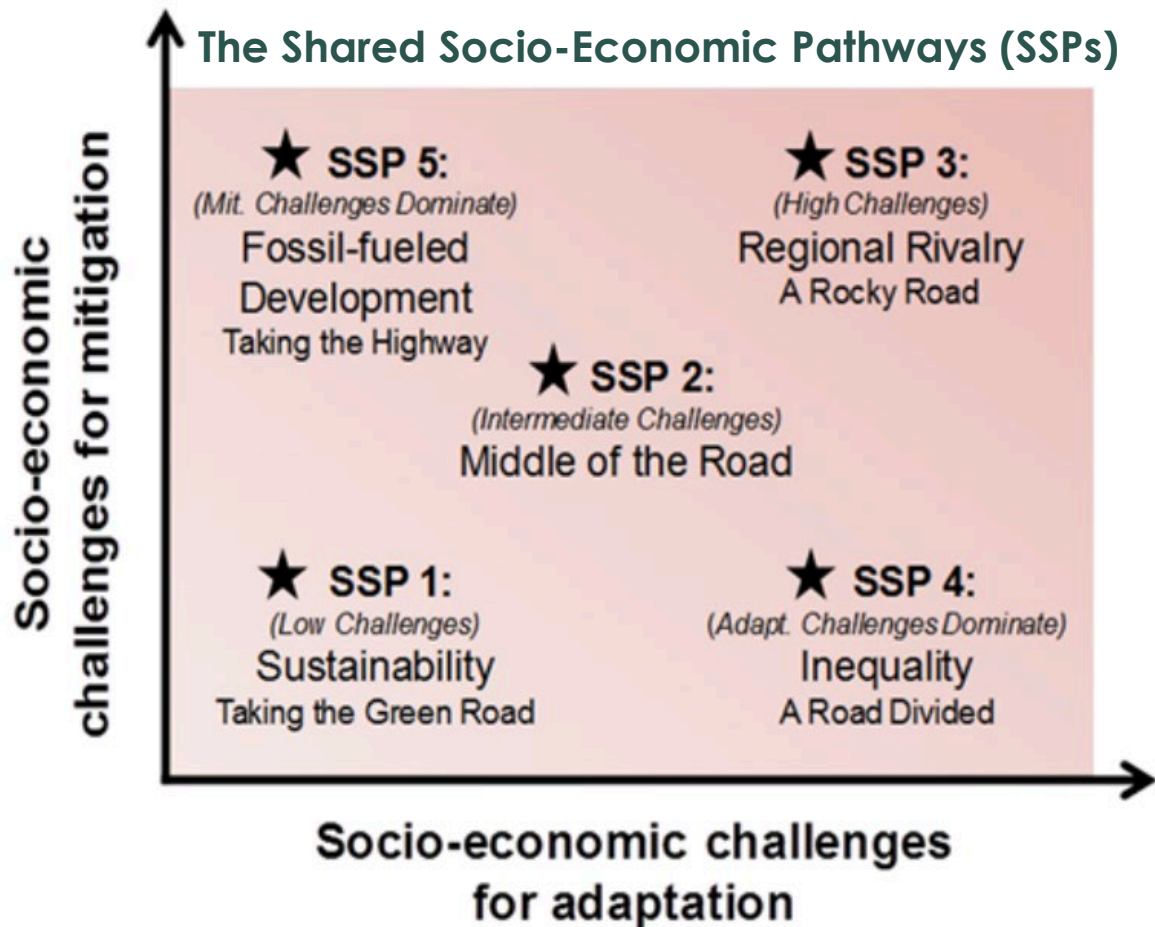 The Shared Socio-Economic Pathways (SSPs)
Socio-economic
challenges for mitigation
★ SSP 5:
(Mit. Challenges Dominate)
Fossil-fueled
Development
Taking the Highway
★ SSP 3:
(High Challenges)
Regional Rivalry
A Rocky Road
★ SSP 2:
(Intermediate Challenges)
Middle of the Road
★ SSP 1:
(Low Challenges)
Sustainability
Taking the Green Road
★ SSP 4:
(Adapt. Challenges Dominate)
Inequality
A Road Divided
Socio-economic challenges
for adaptation